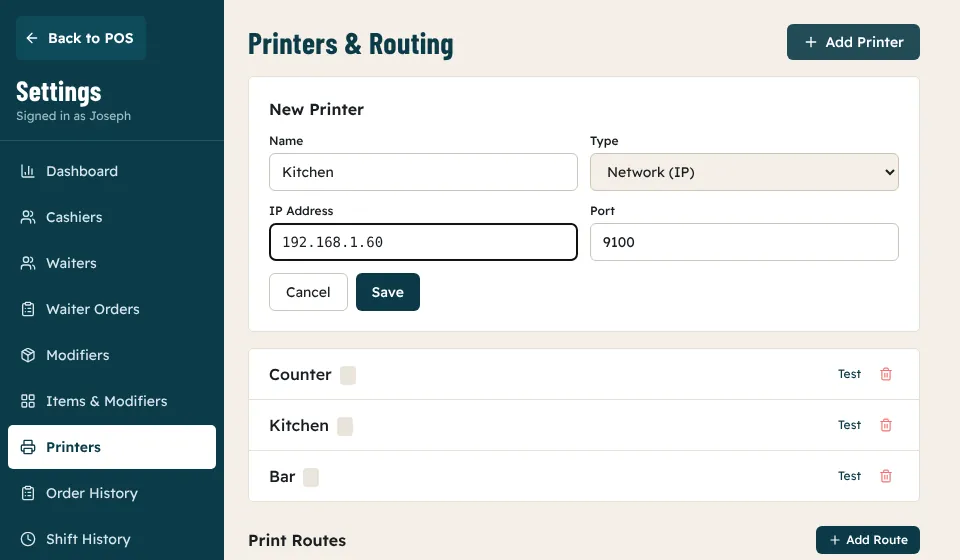 Back to POS
Settings
Signed in as Joseph
Dashboard
Cashiers
Waiters
Waiter Orders
Modifiers
Items & Modifiers
Printers
Order History
Shift History
Printers & Routing
Add Printer
New Printer
Name
Type
Kitchen
Network (IP)
IP Address
Port
192.168.1.60
9100
Cancel
Save
Counter
Test
Kitchen
Test
Bar
Test
Print Routes
Add Route